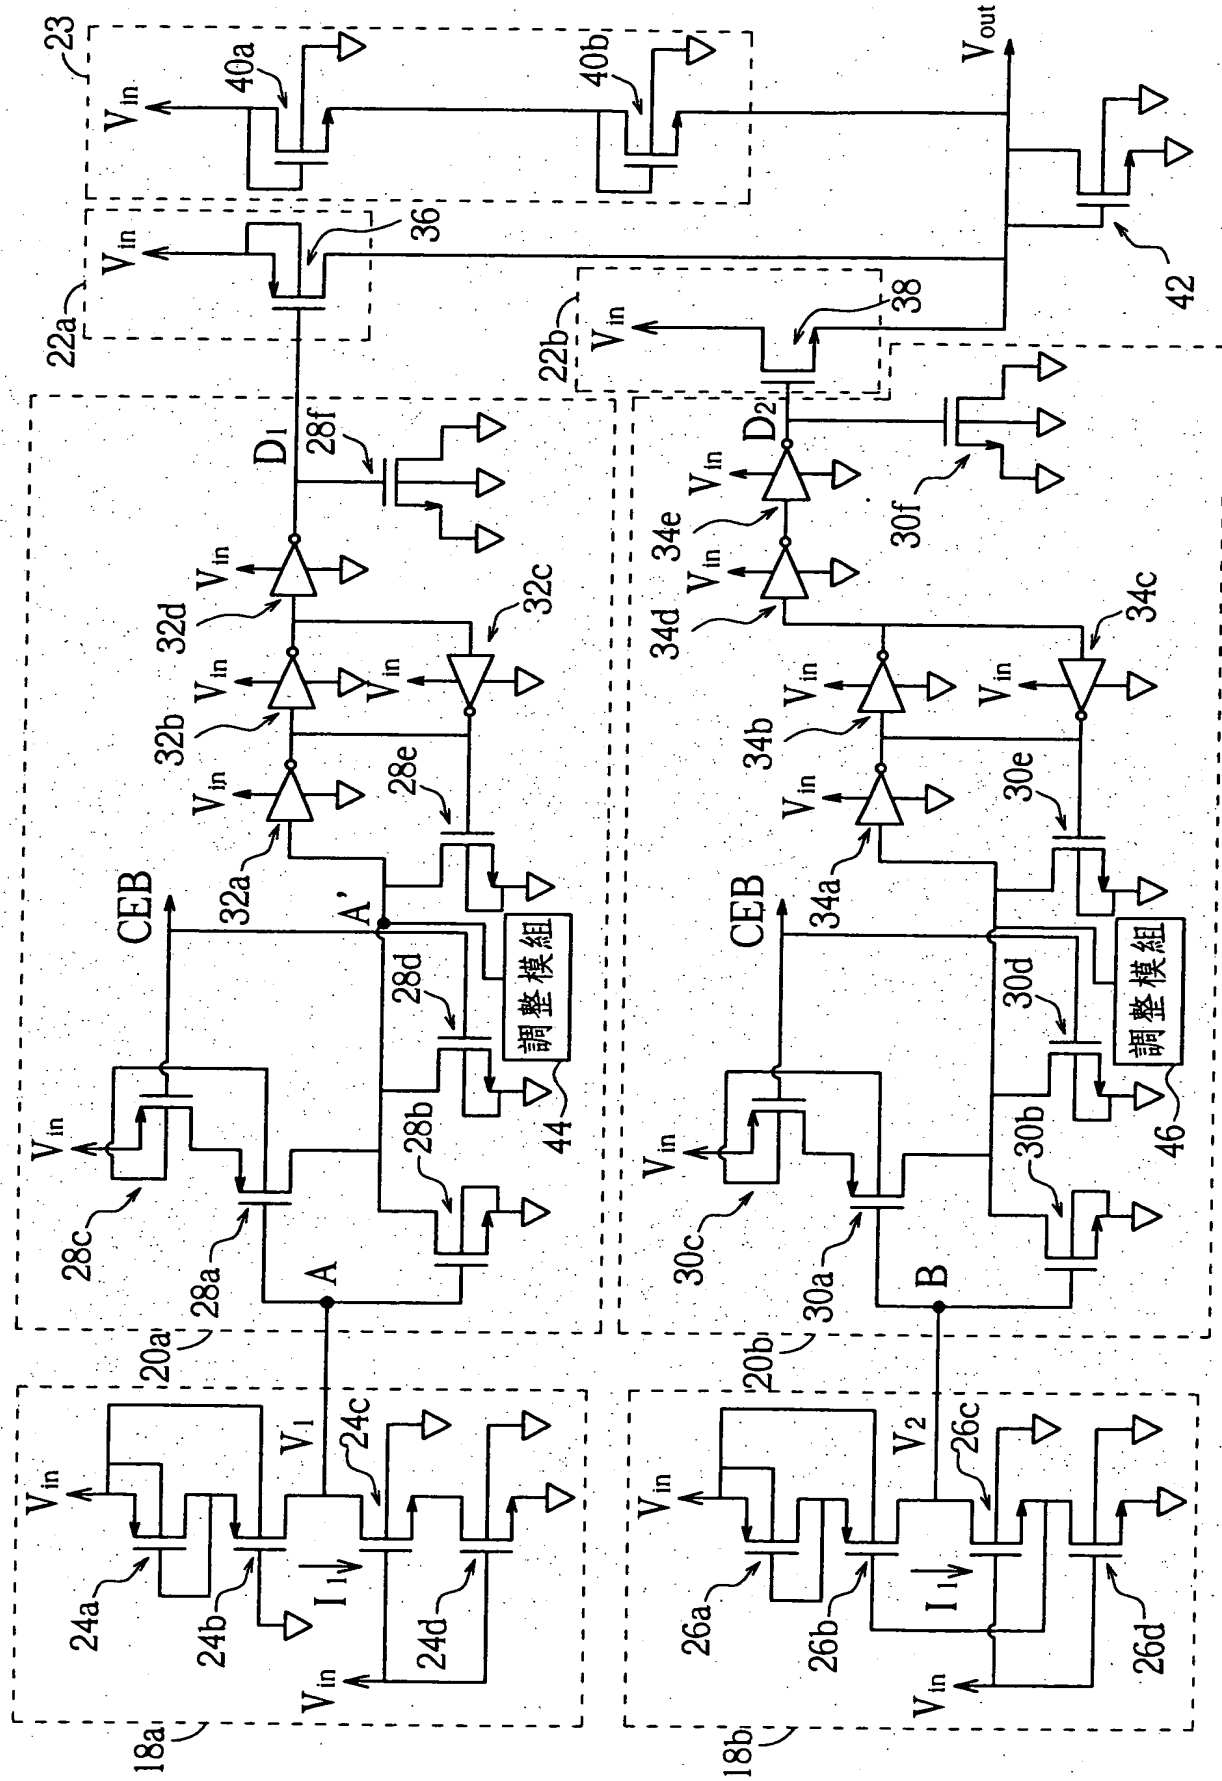 V1
V2
Vin
24a
24b
I1
24c
24d
Vin
18a
Vin
26a
26b
I1
26c
26d
Vin
18b
20a
Vin
28c
28a
A
28b
CEB
28d
調整模組
44
A'
28e
32a
Vin
32b
Vin
32c
Vin
32d
Vin
D1
28f
20b
Vin
30c
30a
B
30b
CEB
30d
調整模組
46
30e
34a
Vin
34b
Vin
34c
Vin
34d
Vin
34e
Vin
D2
30f
22a
Vin
36
22b
Vin
38
23
Vin
40a
40b
Vout
42